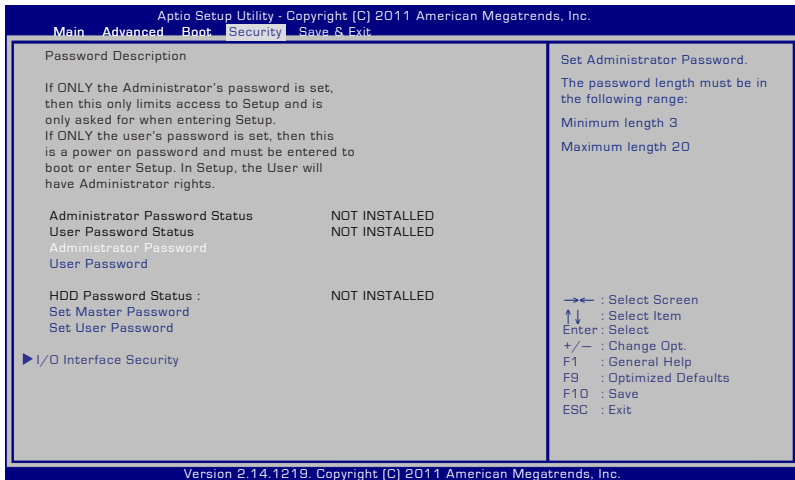 Aptio Setup Utility - Copyright (C) 2011 American Megatrends, Inc.
Main Advanced Boot Security Save & Exit
Password Description
If ONLY the Administrator's password is set,
then this only limits access to Setup and is
only asked for when entering Setup.
If ONLY the user's password is set, then this
is a power on password and must be entered to
boot or enter Setup. In Setup, the User will
have Administrator rights.
Administrator Password Status NOT INSTALLED
User Password Status NOT INSTALLED
Administrator Password
User Password
HDD Password Status : NOT INSTALLED
Set Master Password
Set User Password
I/O Interface Security
Set Administrator Password.
The password length must be in
the following range:
Minimum length 3
Maximum length 20
→← : Select Screen
↑↓ : Select Item
Enter : Select
+/— : Change Opt.
F1 : General Help
F9 : Optimized Defaults
F10 : Save
ESC : Exit
Version 2.14.1219. Copyright (C) 2011 American Megatrends, Inc.